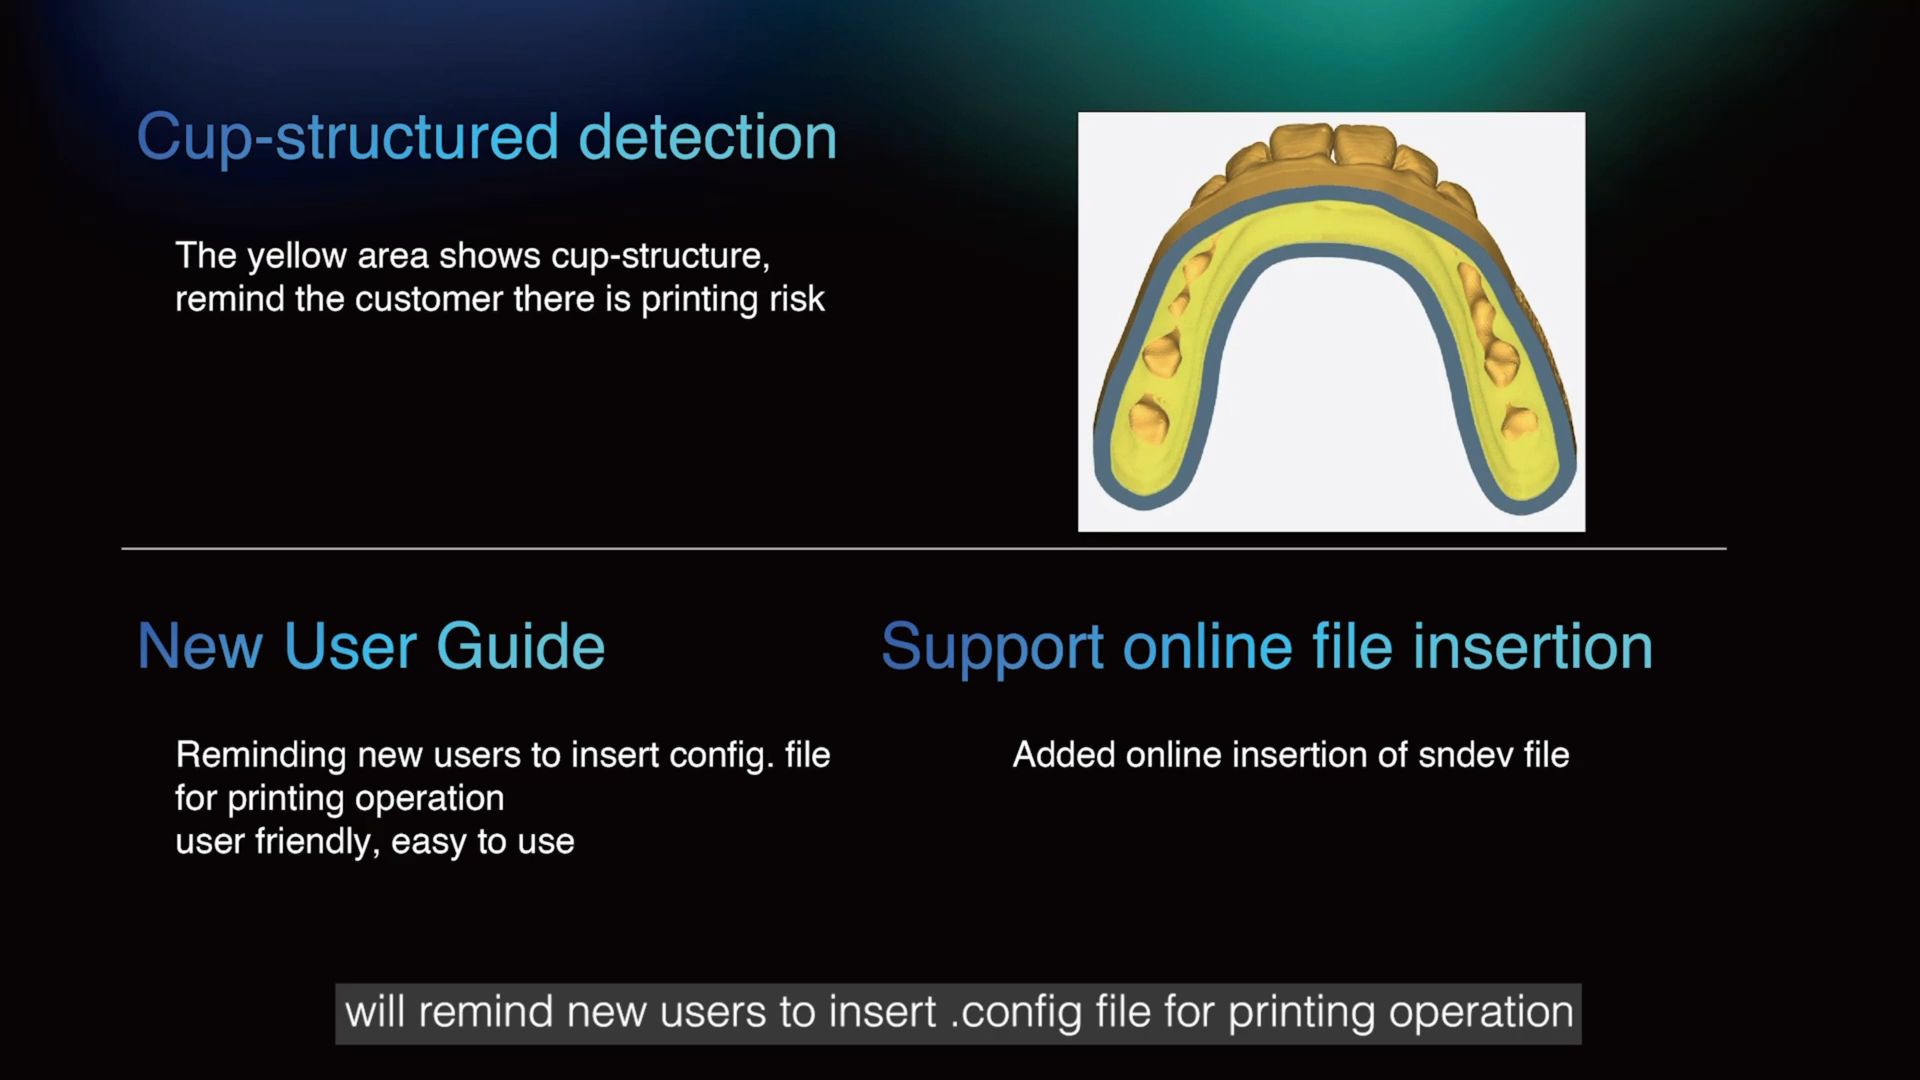 Cup-structured detection
The yellow area shows cup-structure,
remind the customer there is printing risk
New User Guide
Reminding new users to insert config. file
for printing operation
user friendly, easy to use
Support online file insertion
Added online insertion of sndev file
will remind new users to insert .config file for printing operation